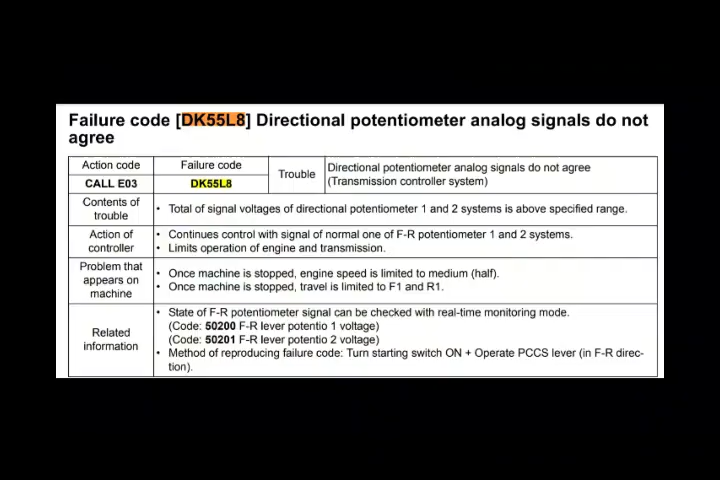 Failure code [DK55L8] Directional potentiometer analog signals do not
agree
Action code
Failure code
Trouble
Directional potentiometer analog signals do not agree
(Transmission controller system)
CALL E03
DK55L8
Contents of
trouble
• Total of signal voltages of directional potentiometer 1 and 2 systems is above specified range.
Action of
controller
• Continues control with signal of normal one of F-R potentiometer 1 and 2 systems.
• Limits operation of engine and transmission.
Problem that
appears on
machine
• Once machine is stopped, engine speed is limited to medium (half).
• Once machine is stopped, travel is limited to F1 and R1.
Related
information
• State of F-R potentiometer signal can be checked with real-time monitoring mode.
(Code: 50200 F-R lever potentio 1 voltage)
(Code: 50201 F-R lever potentio 2 voltage)
• Method of reproducing failure code: Turn starting switch ON + Operate PCCS lever (in F-R direc-
tion).